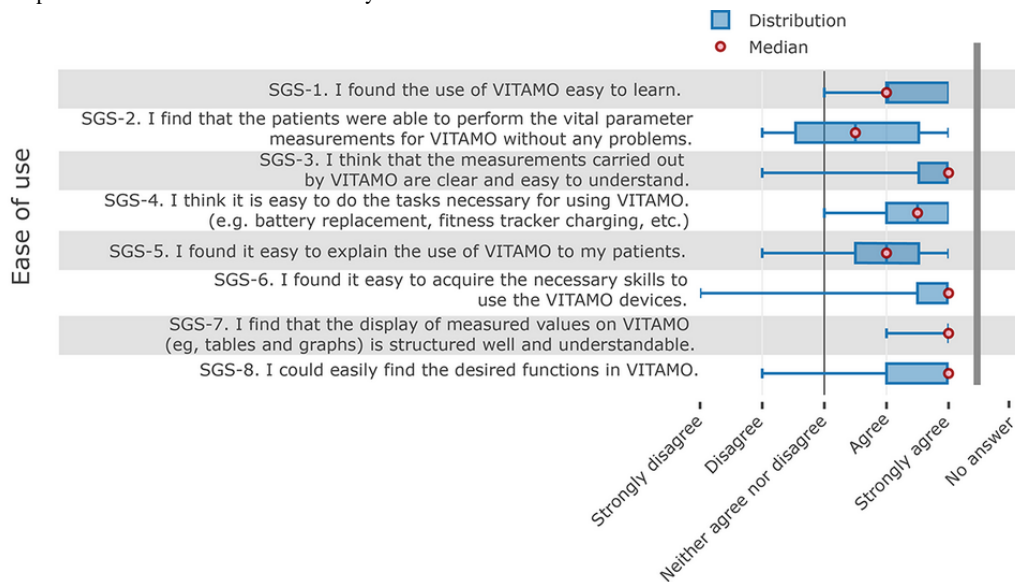 Distribution
Median
Ease of use
SGS-1. I found the use of VITAMO easy to learn.
SGS-2. I find that the patients were able to perform the vital parameter
measurements for VITAMO without any problems.
SGS-3. I think that the measurements carried out
by VITAMO are clear and easy to understand.
SGS-4. I think it is easy to do the tasks necessary for using VITAMO.
(e.g. battery replacement, fitness tracker charging, etc.)
SGS-5. I found it easy to explain the use of VITAMO to my patients.
SGS-6. I found it easy to acquire the necessary skills to
use the VITAMO devices.
SGS-7. I find that the display of measured values on VITAMO
(eg, tables and graphs) is structured well and understandable.
SGS-8. I could easily find the desired functions in VITAMO.
Strongly disagree
Disagree
Neither agree nor disagree
Agree
Strongly agree
No answer